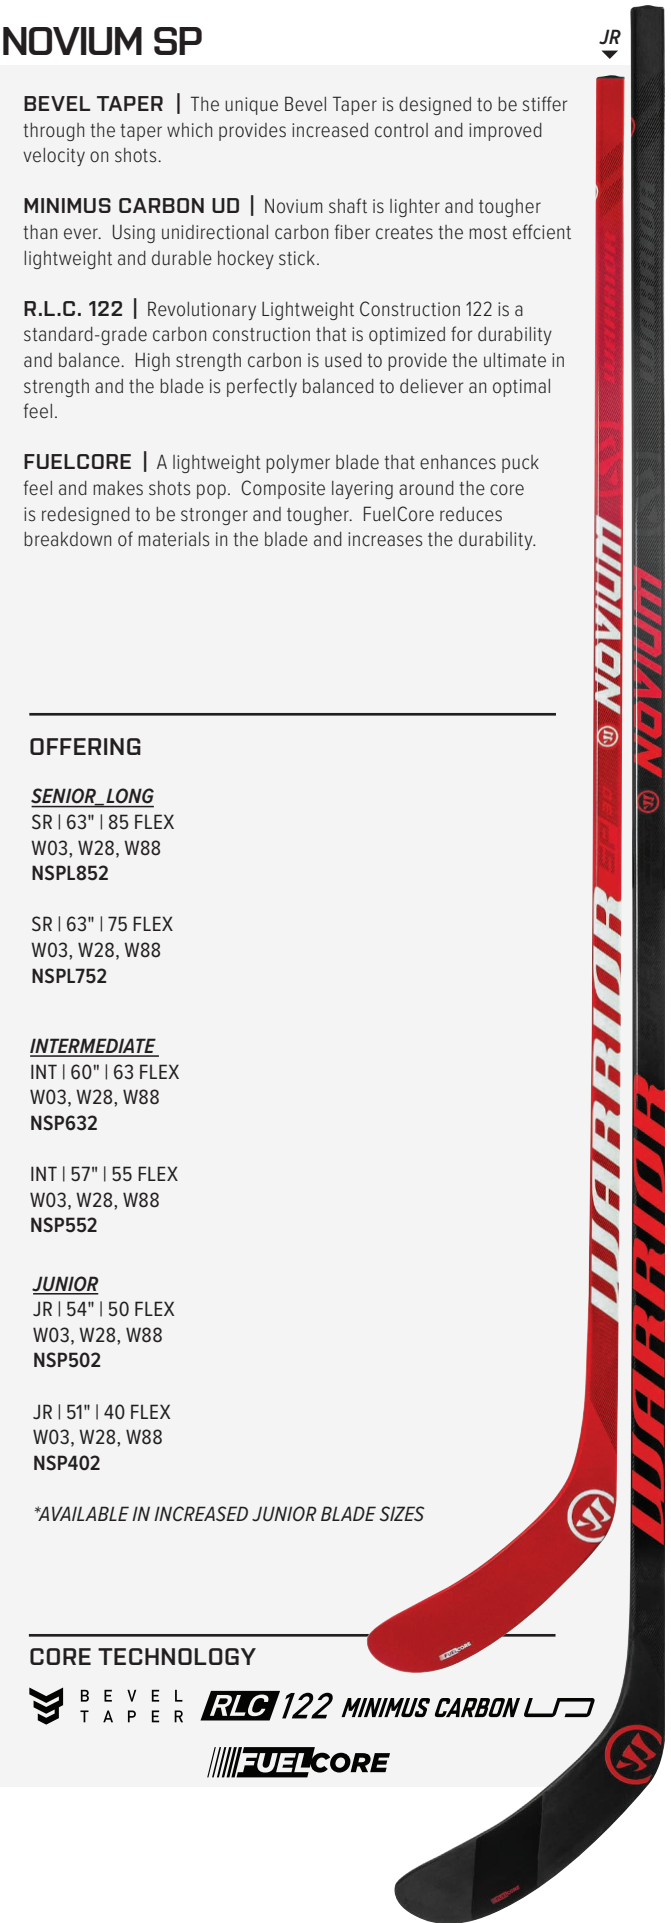 NOVIUM SP
JR
BEVEL TAPER | The unique Bevel Taper is designed to be stiffer
through the taper which provides increased control and improved
velocity on shots.
MINIMUS CARBON UD | Novium shaft is lighter and tougher
than ever. Using unidirectional carbon fiber creates the most effcient
lightweight and durable hockey stick.
R.L.C. 122 | Revolutionary Lightweight Construction 122 is a
standard-grade carbon construction that is optimized for durability
and balance. High strength carbon is used to provide the ultimate in
strength and the blade is perfectly balanced to deliever an optimal
feel.
FUELCORE | A lightweight polymer blade that enhances puck
feel and makes shots pop. Composite layering around the core
is redesigned to be stronger and tougher. FuelCore reduces
breakdown of materials in the blade and increases the durability.
OFFERING
SENIOR_LONG
SR | 63" | 85 FLEX
W03, W28, W88
NSPL852
SR | 63" | 75 FLEX
W03, W28, W88
NSPL752
INTERMEDIATE
INT | 60" | 63 FLEX
W03, W28, W88
NSP632
INT | 57" | 55 FLEX
W03, W28, W88
NSP552
JUNIOR
JR | 54" | 50 FLEX
W03, W28, W88
NSP502
JR | 51" | 40 FLEX
W03, W28, W88
NSP402
*AVAILABLE IN INCREASED JUNIOR BLADE SIZES
CORE TECHNOLOGY
BEVEL
TAPER
RLC 122
MINIMUS CARBON UD
FUELCORE
WARRIOR
NOVIUM
WARRIOR
FUELCORE
WARRIOR
NOVIUM
WARRIOR
FUELCORE